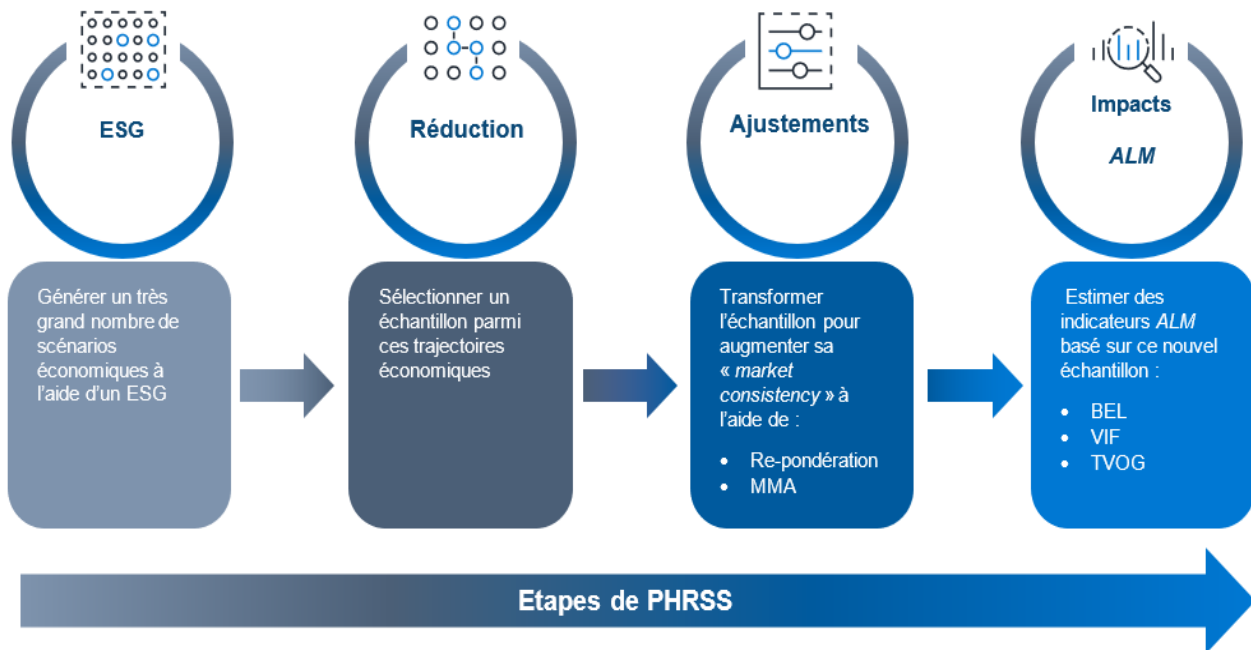 ESG
Réduction
Ajustements
Impacts
ALM
Générer un très
grand nombre de
scénarios
économiques à
l'aide d'un ESG
Sélectionner un
échantillon parmi
ces trajectoires
économiques
Transformer
l'échantillon pour
augmenter sa
« market
consistency » à
l'aide de :
• Re-pondération
• MMA
Estimer des
indicateurs ALM
basé sur ce nouvel
échantillon :
• BEL
• VIF
• TVOG
Etapes de PHRSS